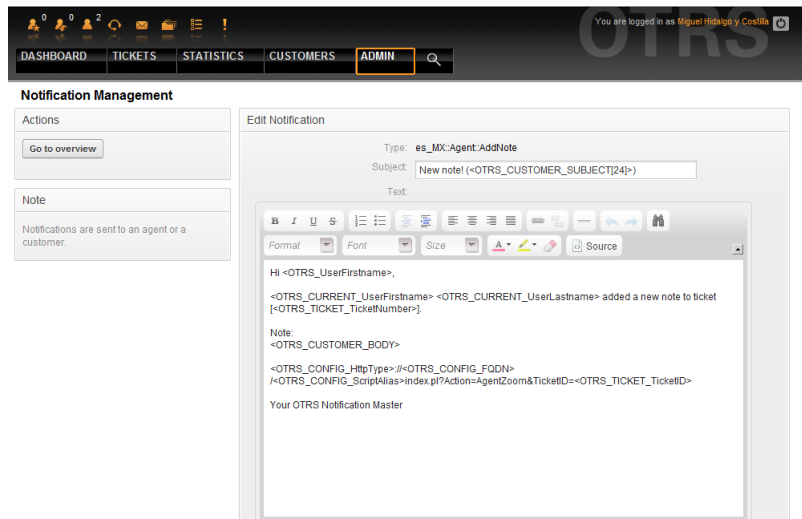 0 0 2
You are logged in as Miguel Hidalgo y Costilla
OTRS
DASHBOARD TICKETS STATISTICS CUSTOMERS ADMIN
Notification Management
Actions
Go to overview
Note
Notifications are sent to an agent or a
customer.
Edit Notification
Type: es_MX::Agent::AddNote
Subject: New note! (<OTRS_CUSTOMER_SUBJECT[24]>)
Text:
B I U S
Format Font Size A Source
Hi <OTRS_UserFirstname>,
<OTRS_CURRENT_UserFirstname> <OTRS_CURRENT_UserLastname> added a new note to ticket
[<OTRS_TICKET_TicketNumber>].
Note:
<OTRS_CUSTOMER_BODY>
<OTRS_CONFIG_HttpType>://<OTRS_CONFIG_FQDN>
/<OTRS_CONFIG_ScriptAlias>index.pl?Action=AgentZoom&TicketID=<OTRS_TICKET_TicketID>
Your OTRS Notification Master